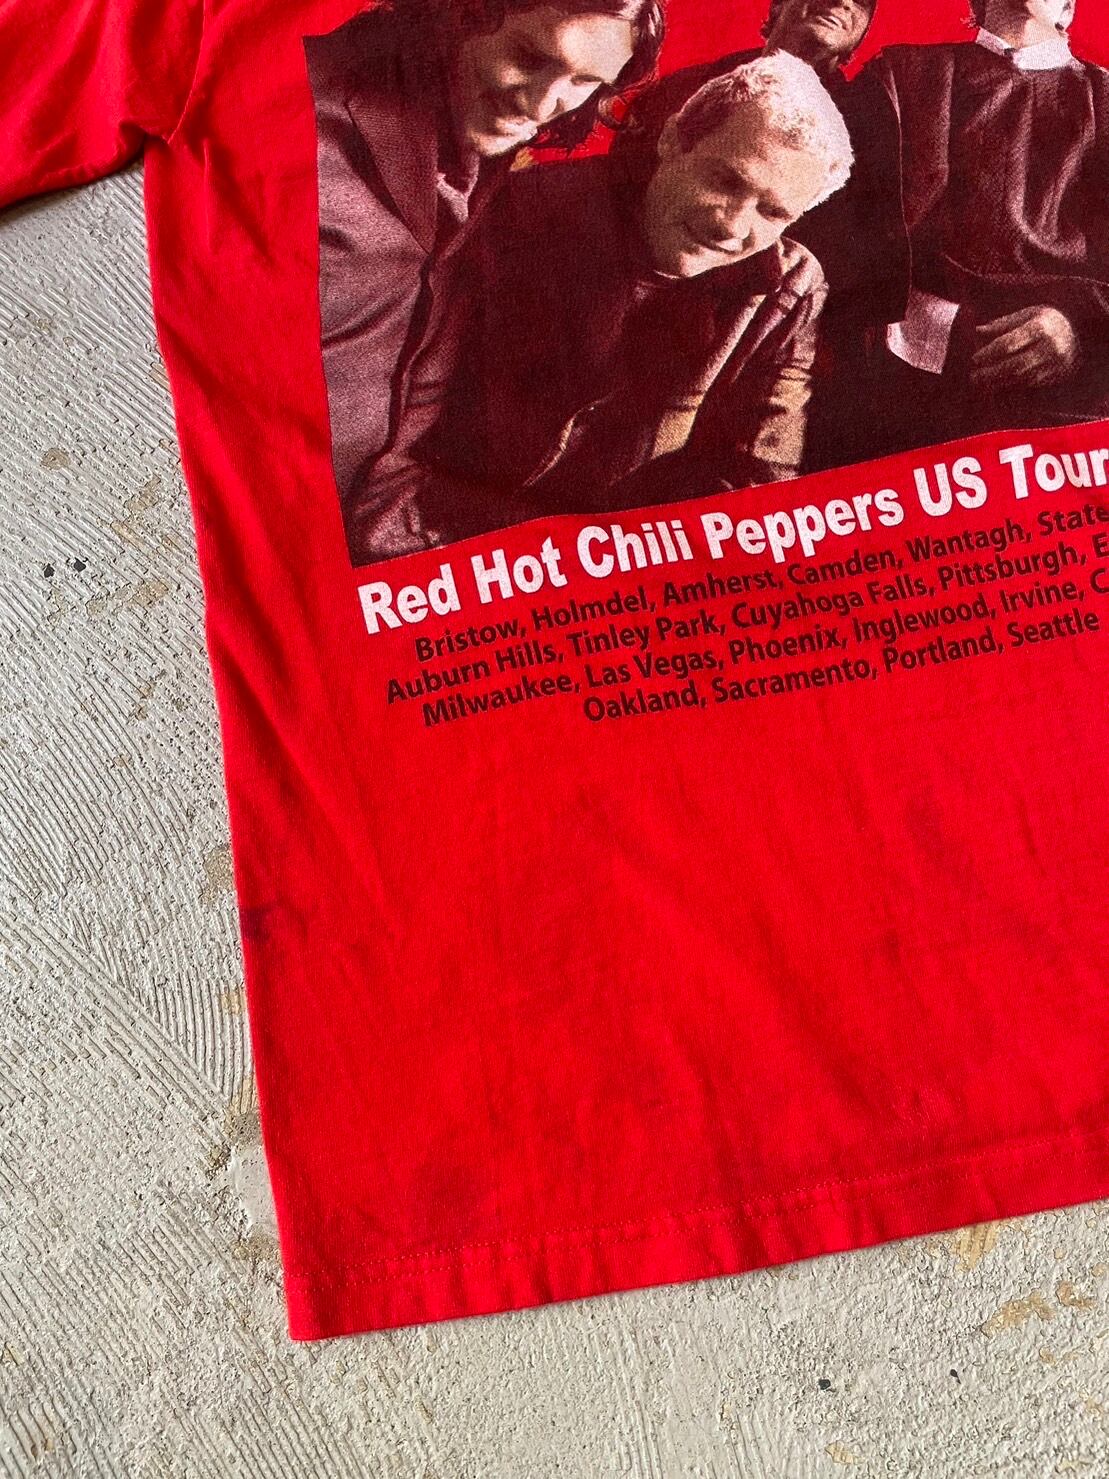 Red Hot Chili Peppers US Tour
Bristow, Holmdel, Amherst, Camden, Wantagh, State
Auburn Hills, Tinley Park, Cuyahoga Falls, Pittsburgh,
Milwaukee, Las Vegas, Phoenix, Inglewood, Irvine,
Oakland, Sacramento, Portland, Seattle